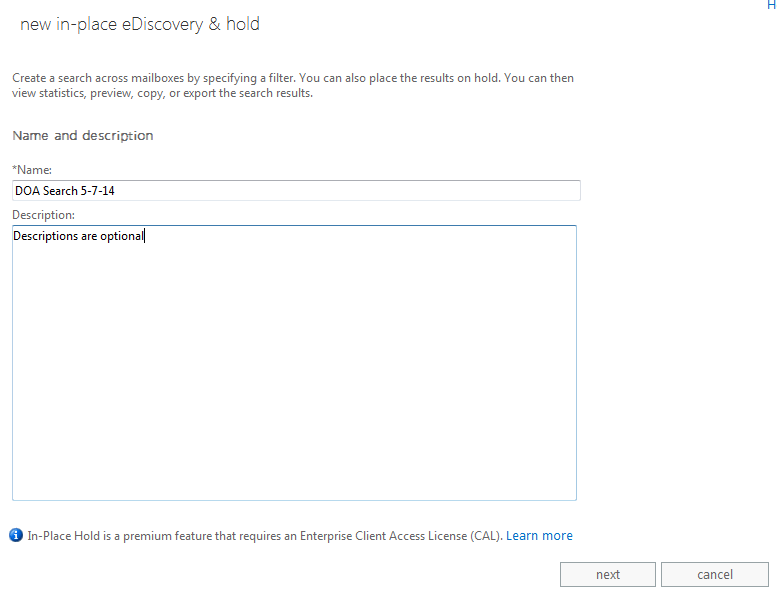 H
new in-place eDiscovery & hold
Create a search across mailboxes by specifying a filter. You can also place the results on hold. You can then
view statistics, preview, copy, or export the search results.
Name and description
*Name:
DOA Search 5-7-14
Description:
Descriptions are optional
In-Place Hold is a premium feature that requires an Enterprise Client Access License (CAL). Learn more
next cancel